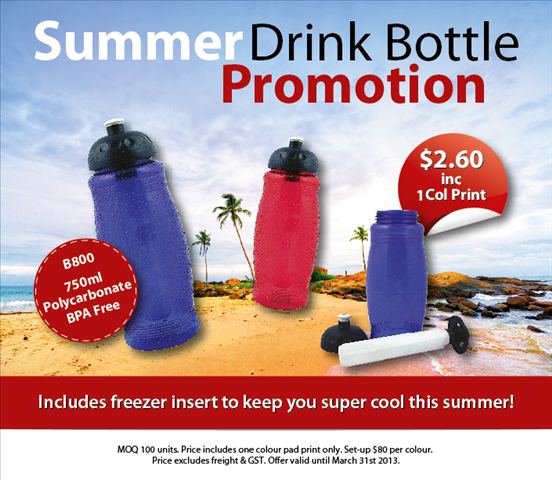 Summer Drink Bottle
Promotion
$2.60
inc
1Col Print
B800
750ml
Polycarbonate
BPA Free
Includes freezer insert to keep you super cool this summer!
MOQ 100 units. Price includes one colour pad print only. Set-up $80 per colour.
Price excludes freight & GST. Offer valid until March 31st 2013.